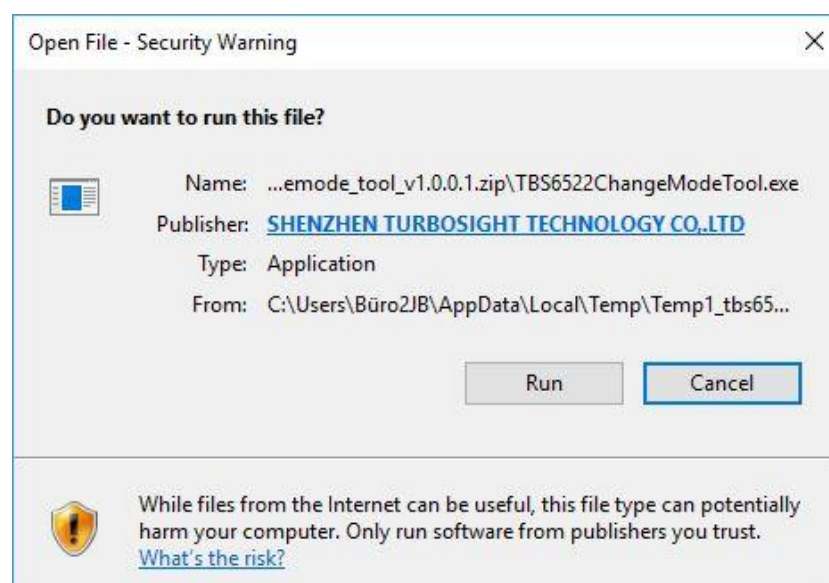 Open File - Security Warning
Do you want to run this file?
Name: ...emode_tool_v1.0.0.1.zip\TBS6522ChangeModeTool.exe
Publisher: SHENZHEN TURBOSIGHT TECHNOLOGY CO,.LTD
Type: Application
From: C:\Users\Büro2JB\AppData\Local\Temp\Temp1_tbs65...
Run Cancel
While files from the Internet can be useful, this file type can potentially
harm your computer. Only run software from publishers you trust.
What's the risk?